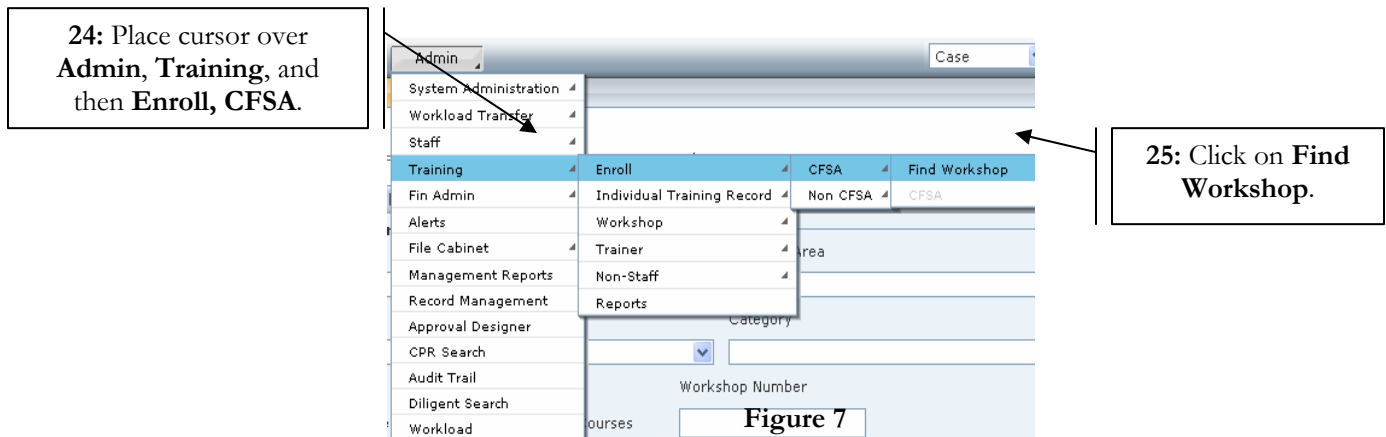 24: Place cursor over
Admin, Training, and
then Enroll, CFSA.
Admin
Case
System Administration
Workload Transfer
Staff
Training
Enroll
CFSA
Find Workshop
25: Click on Find
Workshop.
Fin Admin
Individual Training Record
Non CFSA
CFSA
Alerts
Workshop
File Cabinet
Trainer
Area
Management Reports
Non-Staff
Record Management
Reports
Approval Designer
Category
CPR Search
Audit Trail
Workshop Number
Diligent Search
Workload
ourses
Figure 7